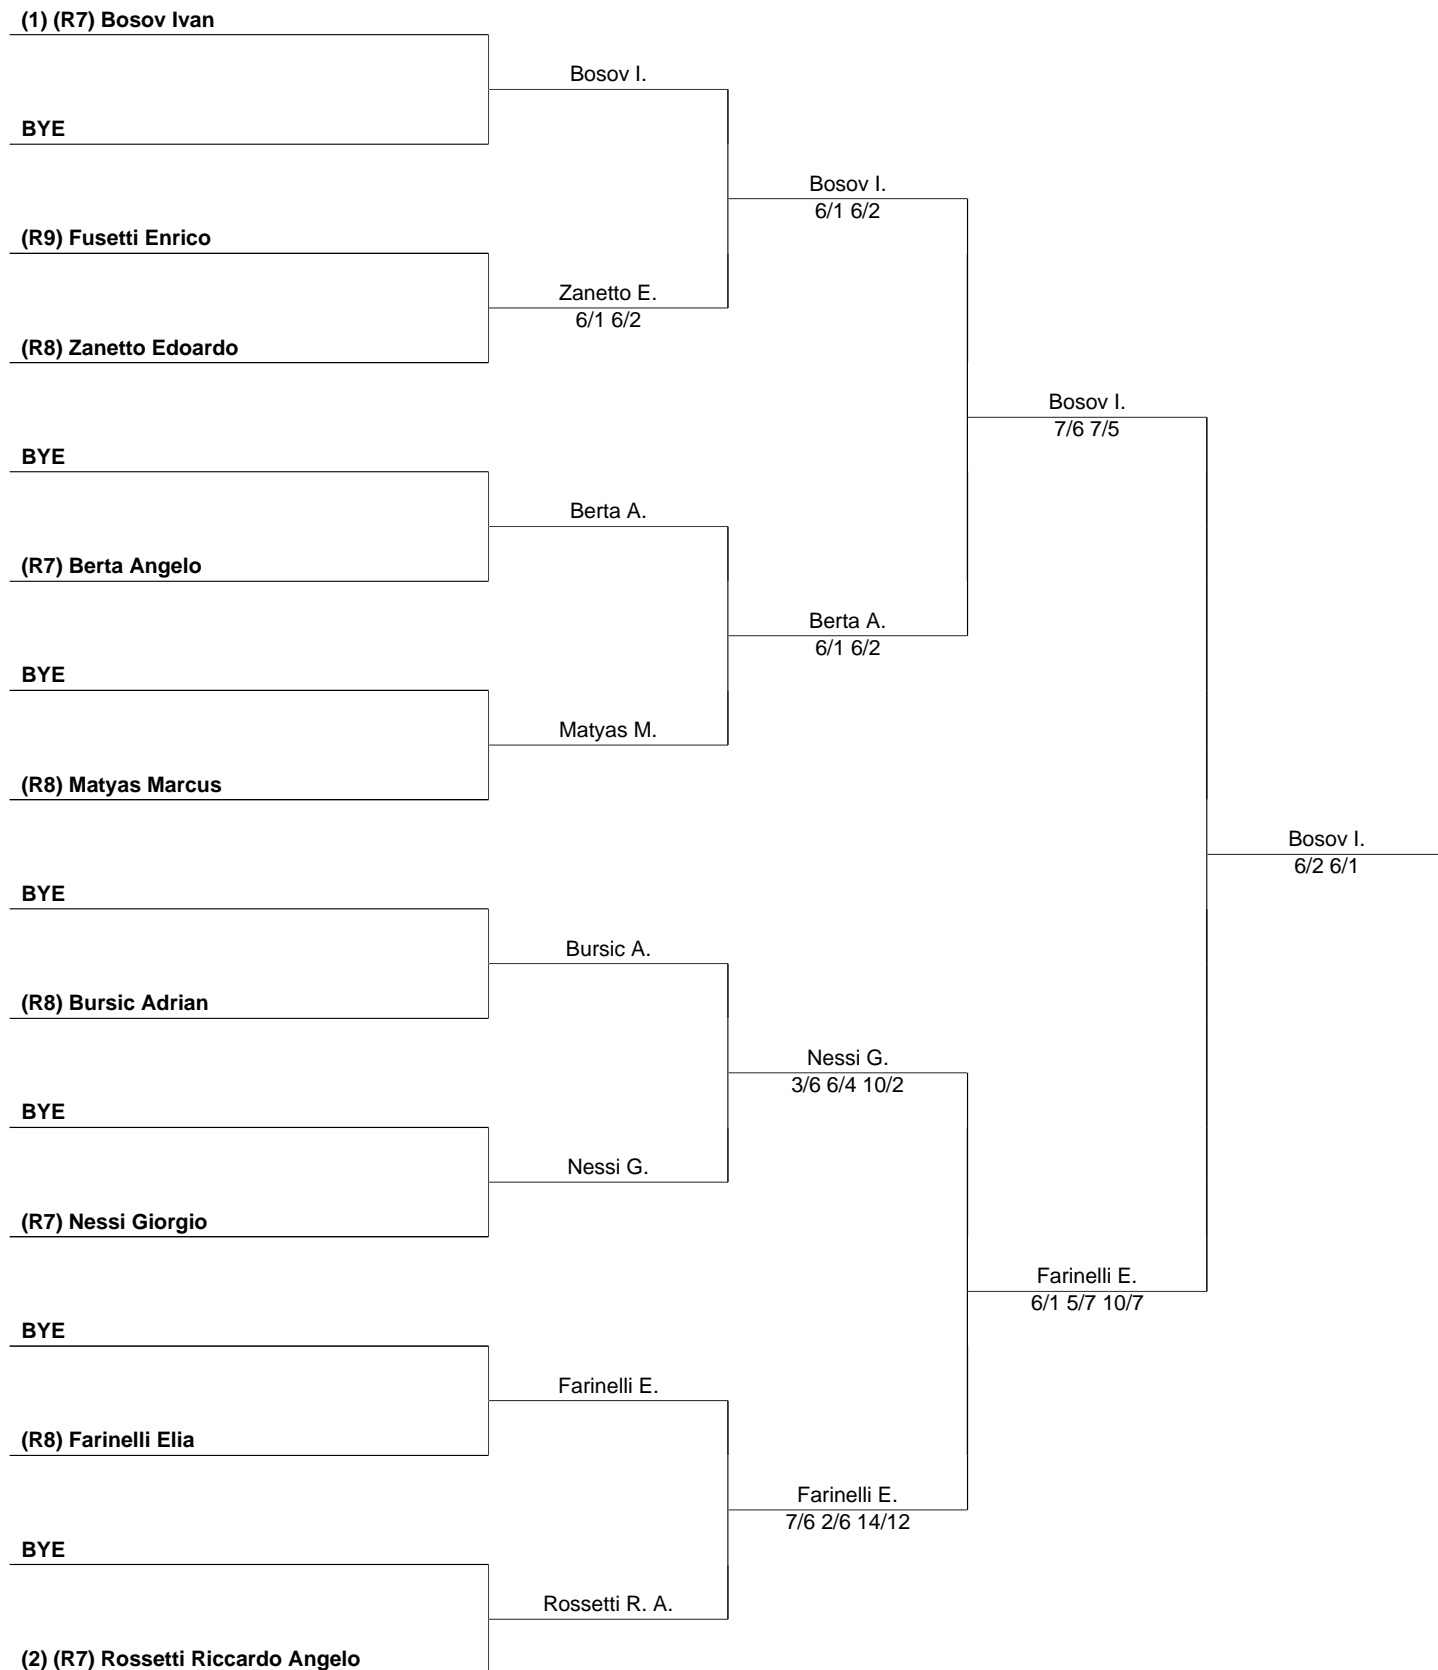 (1) (R7) Bosov Ivan
Bosov I.
BYE
Bosov I.
6/1 6/2
(R9) Fusetti Enrico
Zanetto E.
6/1 6/2
(R8) Zanetto Edoardo
Bosov I.
7/6 7/5
BYE
Berta A.
(R7) Berta Angelo
Berta A.
6/1 6/2
BYE
Matyas M.
(R8) Matyas Marcus
Bosov I.
6/2 6/1
BYE
Bursic A.
(R8) Bursic Adrian
Nessi G.
3/6 6/4 10/2
BYE
Nessi G.
(R7) Nessi Giorgio
Farinelli E.
6/1 5/7 10/7
BYE
Farinelli E.
(R8) Farinelli Elia
Farinelli E.
7/6 2/6 14/12
BYE
Rossetti R. A.
(2) (R7) Rossetti Riccardo Angelo